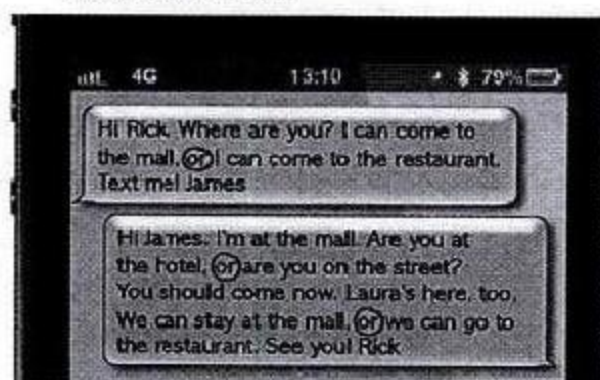 4G 13:10 79%
Hi Rick. Where are you? I can come to
the mall, or I can come to the restaurant.
Text me! James
Hi James. I'm at the mall. Are you at
the hotel, or are you on the street?
You should come now. Laura's here, too.
We can stay at the mall, or we can go to
the restaurant. See you! Rick